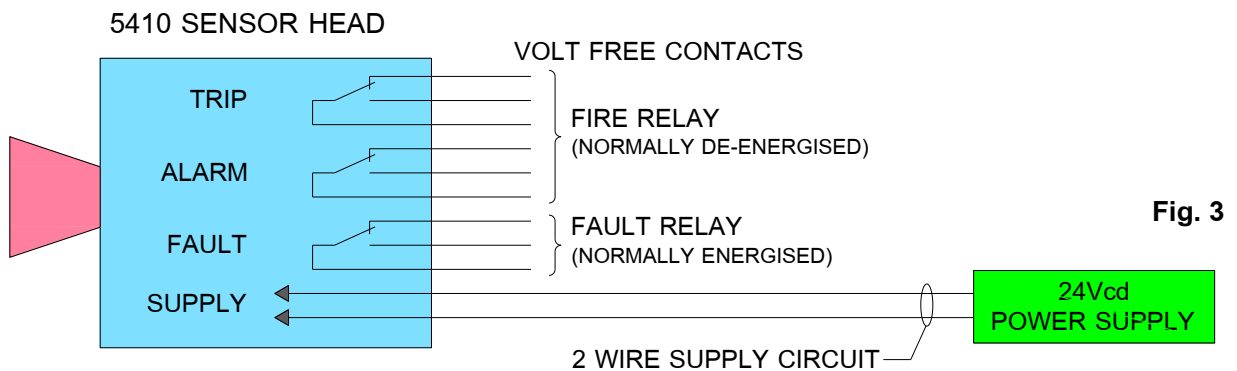 5410 SENSOR HEAD
VOLT FREE CONTACTS
TRIP
FIRE RELAY
(NORMALLY DE-ENERGISED)
ALARM
Fig. 3
FAULT
FAULT RELAY
(NORMALLY ENERGISED)
SUPPLY
24Vcd
POWER SUPPLY
2 WIRE SUPPLY CIRCUIT